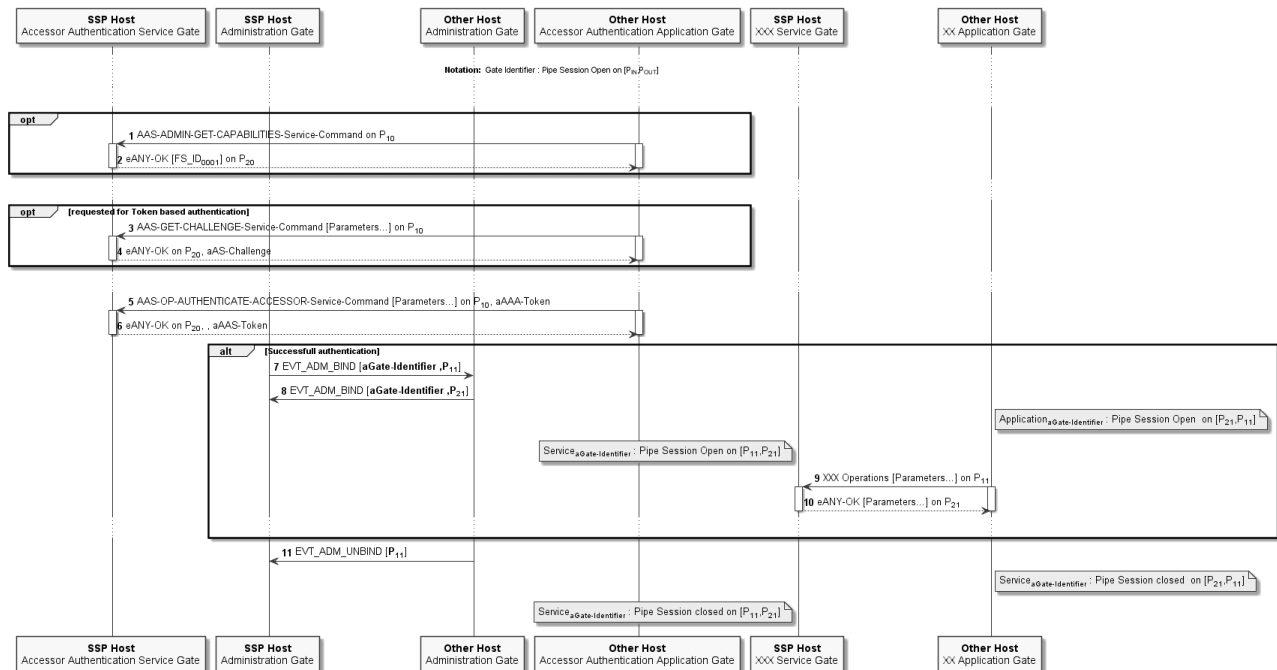 SSP Host
Accessor Authentication Service Gate
SSP Host
Administration Gate
Other Host
Administration Gate
Other Host
Accessor Authentication Application Gate
SSP Host
XXX Service Gate
Other Host
XX Application Gate
Notation: Gate Identifier : Pipe Session Open on [PIN,POUT]
opt
1 AAS-ADMIN-GET-CAPABILITIES-Service-Command on P10
2 eANY-OK [FS_ID0001] on P20
opt [requested for Token based authentication]
3 AAS-GET-CHALLENGE-Service-Command [Parameters...] on P10
4 eANY-OK on P20, aAS-Challenge
5 AAS-OP-AUTHENTICATE-ACCESSOR-Service-Command [Parameters...] on P10, aAAA-Token
6 eANY-OK on P20, , aAAS-Token
alt [Successfull authentication]
7 EVT_ADM_BIND [aGate-Identifier ,P11]
8 EVT_ADM_BIND [aGate-Identifier ,P21]
ApplicationaGate-Identifier : Pipe Session Open on [P21,P11]
ServiceaGate-Identifier : Pipe Session Open on [P11,P21]
9 XXX Operations [Parameters...] on P11
10 eANY-OK [Parameters...] on P21
11 EVT_ADM_UNBIND [P11]
ServiceaGate-Identifier : Pipe Session closed on [P21,P11]
ServiceaGate-Identifier : Pipe Session closed on [P11,P21]
SSP Host
Accessor Authentication Service Gate
SSP Host
Administration Gate
Other Host
Administration Gate
Other Host
Accessor Authentication Application Gate
SSP Host
XXX Service Gate
Other Host
XX Application Gate